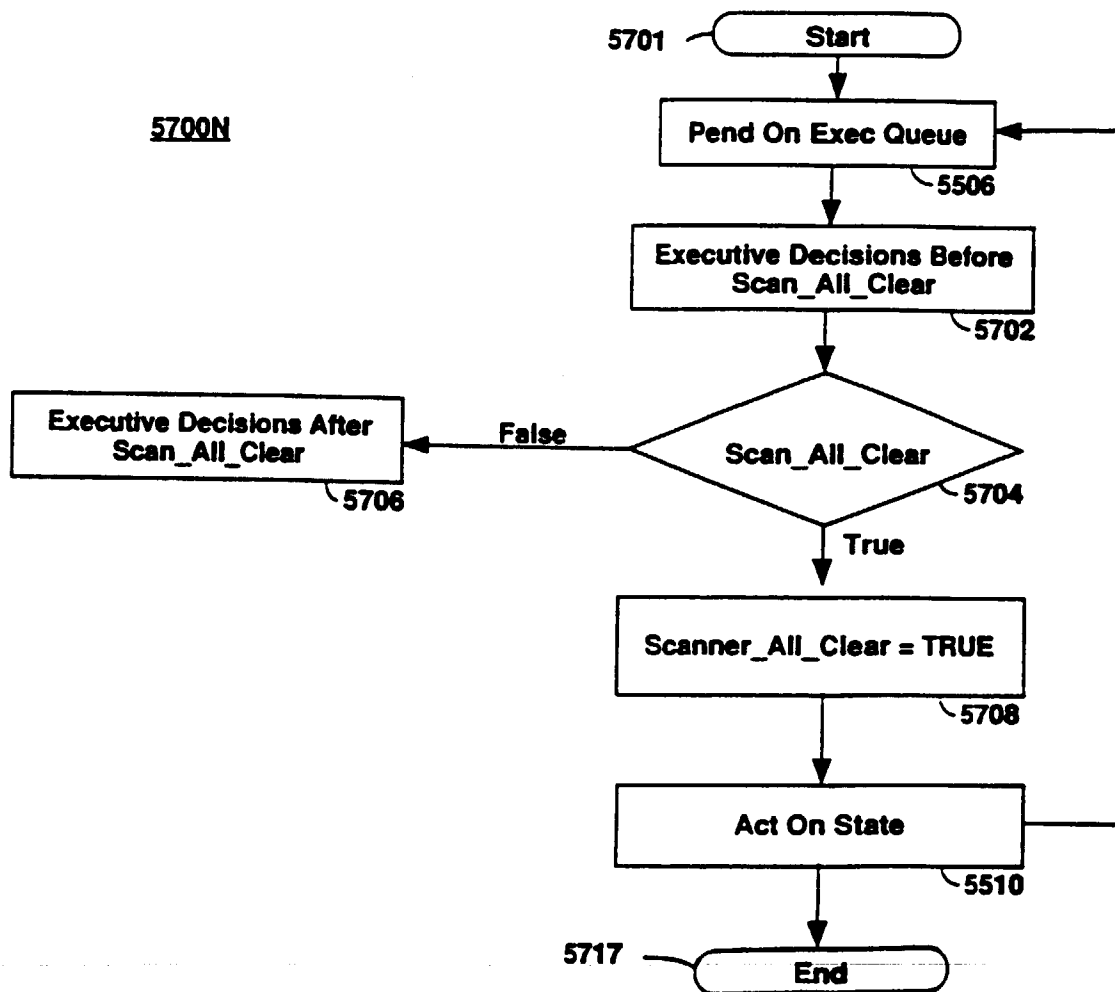 5701
Start
5700N
Pend On Exec Queue
5506
Executive Decisions Before
Scan_All_Clear
5702
Executive Decisions After
Scan_All_Clear
5706
False
Scan_All_Clear
5704
True
Scanner_All_Clear = TRUE
5708
Act On State
5510
5717
End